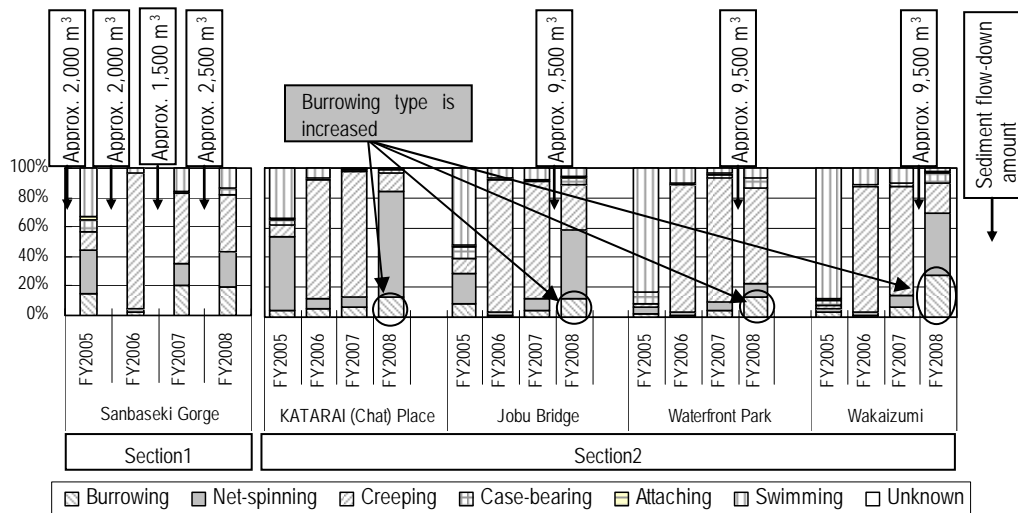 Approx. 2,000 m³
Approx. 2,000 m³
Approx. 1,500 m³
Approx. 2,500 m³
Approx. 9,500 m³
Approx. 9,500 m³
Approx. 9,500 m³
Sediment flow-down
amount
Burrowing type is
increased
100%
80%
60%
40%
20%
0%
FY2005
FY2006
FY2007
FY2008
FY2005
FY2006
FY2007
FY2008
FY2005
FY2006
FY2007
FY2008
FY2005
FY2006
FY2007
FY2008
FY2005
FY2006
FY2007
FY2008
Sanbaseki Gorge
KATARAI (Chat) Place
Jobu Bridge
Waterfront Park
Wakaizumi
Section1
Section2
Burrowing
Net-spinning
Creeping
Case-bearing
Attaching
Swimming
Unknown